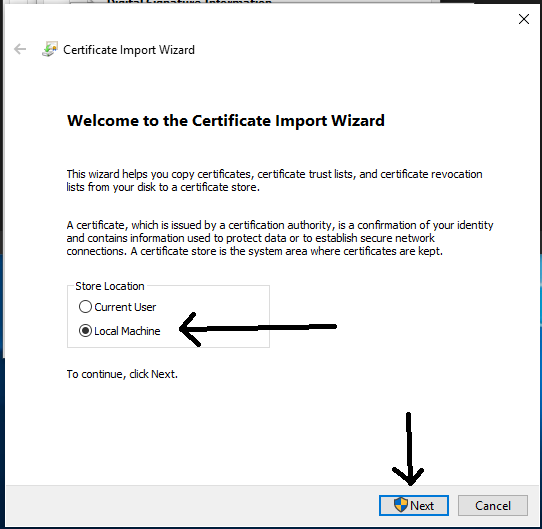 Digital Signature Information
Certificate Import Wizard
Welcome to the Certificate Import Wizard
This wizard helps you copy certificates, certificate trust lists, and certificate revocation
lists from your disk to a certificate store.
A certificate, which is issued by a certification authority, is a confirmation of your identity
and contains information used to protect data or to establish secure network
connections. A certificate store is the system area where certificates are kept.
Store Location
Current User
Local Machine
To continue, click Next.
Next
Cancel